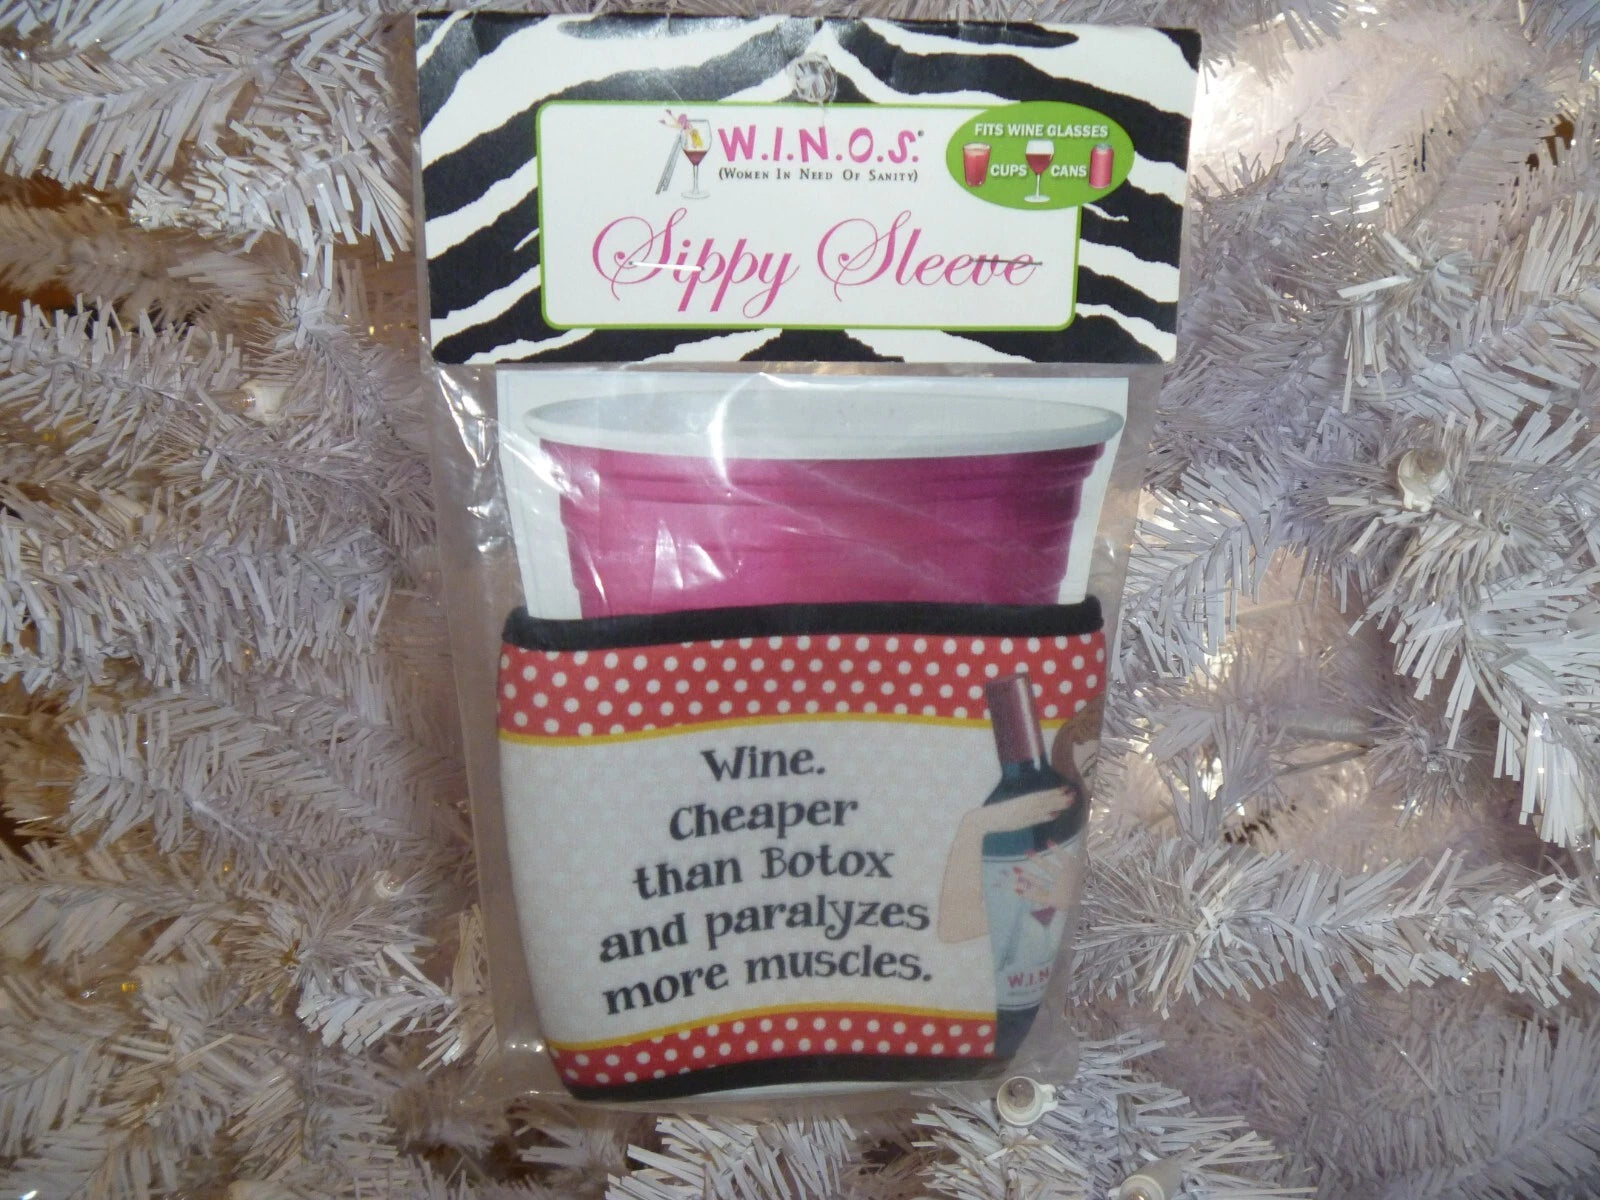 W.I.N.O.S.®
(Women In Need Of Sanity)
Sippy Sleeve
FITS WINE GLASSES
CUPS CANS
Wine.
Cheaper
than Botox
and paralyzes
more muscles.
W.I.N